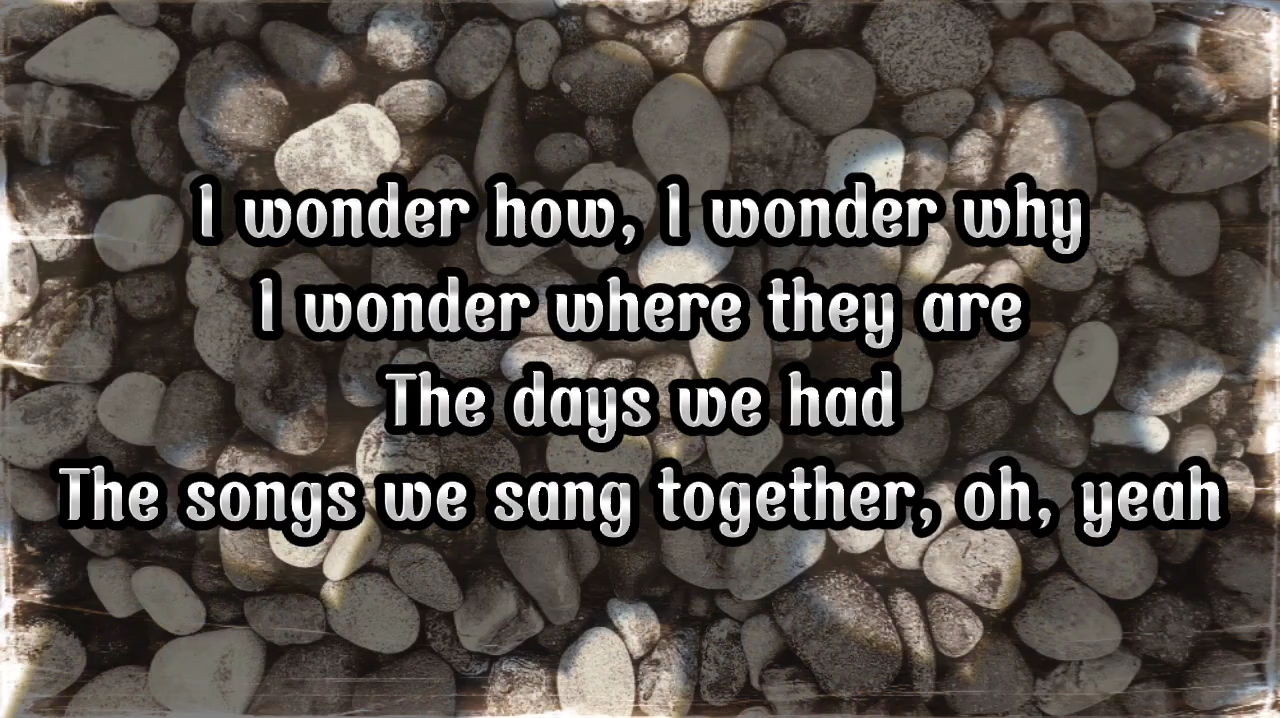 I wonder how, I wonder why
I wonder where they are
The days we had
The songs we sang together, oh, yeah